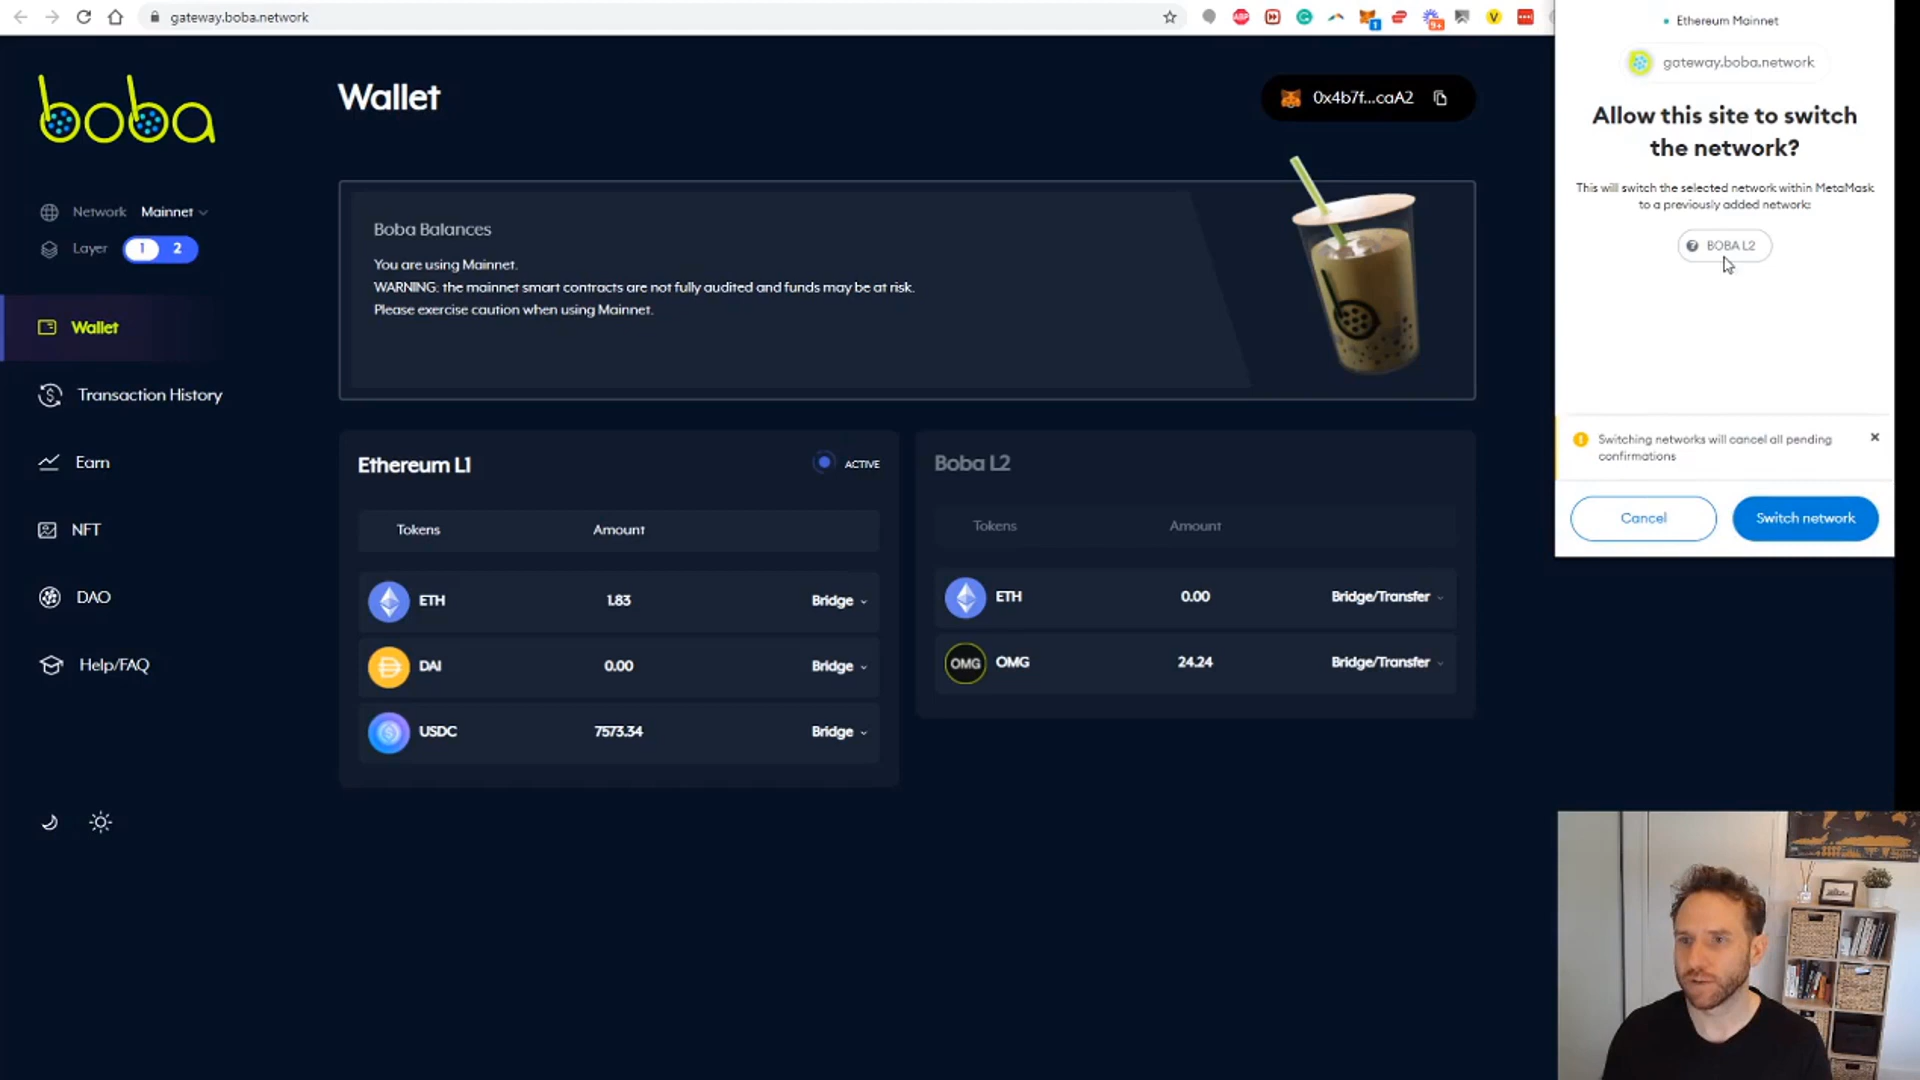 gateway.boba.network
ABP
1
9+
V
boba
Network Mainnet
Layer 1 2
Wallet
Transaction History
Earn
NFT
DAO
Help/FAQ
Wallet
0x4b7f...caA2
Boba Balances
You are using Mainnet.
WARNING: the mainnet smart contracts are not fully audited and funds may be at risk.
Please exercise caution when using Mainnet.
Ethereum L1
ACTIVE
Tokens Amount
ETH 1.83 Bridge
DAI 0.00 Bridge
USDC 7573.34 Bridge
Boba L2
Tokens Amount
ETH 0.00 Bridge/Transfer
OMG OMG 24.24 Bridge/Transfer
Ethereum Mainnet
gateway.boba.network
Allow this site to switch
the network?
This will switch the selected network within MetaMask
to a previously added network:
? BOBA L2
Switching networks will cancel all pending
confirmations
Cancel
Switch network